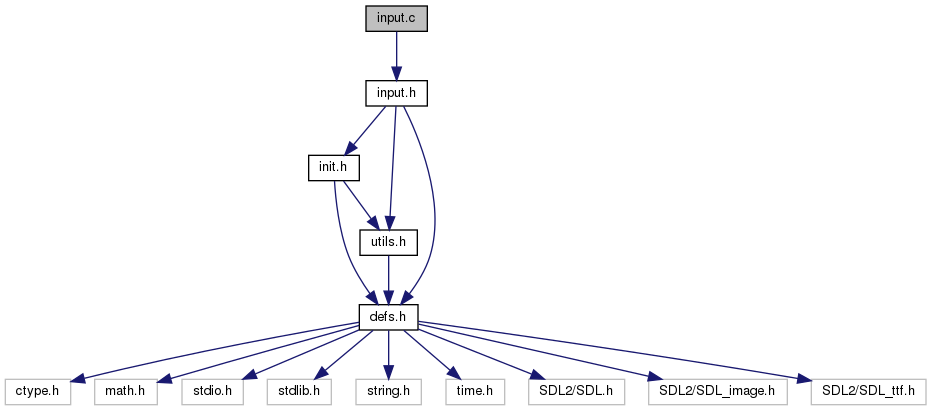 input.c
input.h
init.h
utils.h
defs.h
ctype.h
math.h
stdio.h
stdlib.h
string.h
time.h
SDL2/SDL.h
SDL2/SDL_image.h
SDL2/SDL_ttf.h